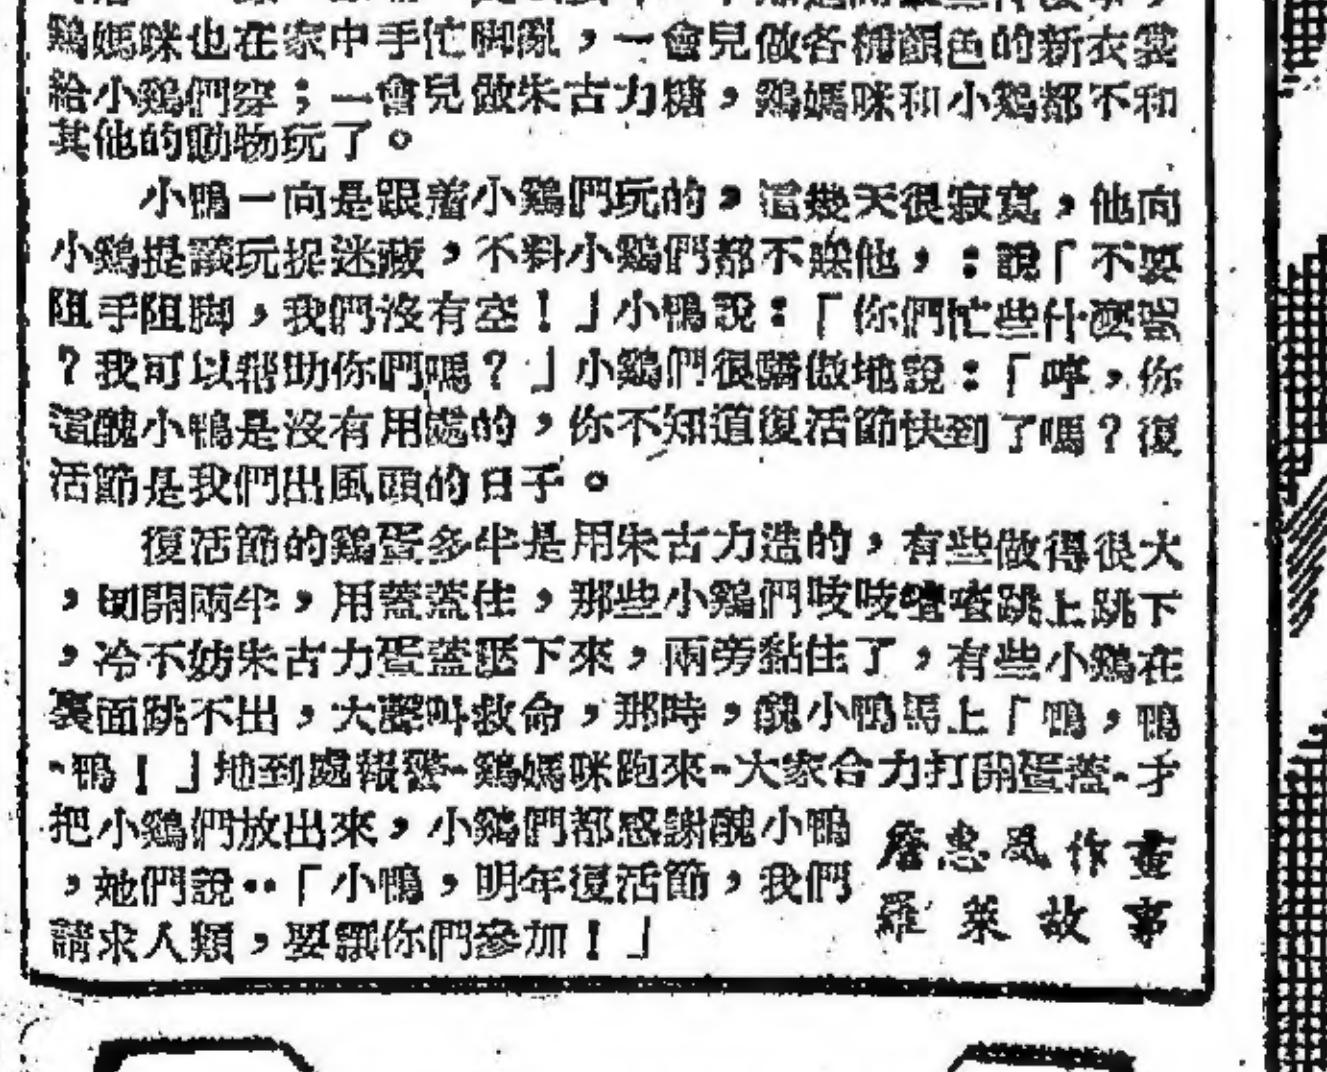 鷄媽咪也在家中手忙脚亂，一會兒做各種顏色的新衣裳
給小鷄們穿；一會兒做朱古力糖，鷄媽咪和小鷄都不和
其他的動物玩了。
小鴨一向是跟着小鷄們玩的，這幾天很寂寞，他向
小鷄提議玩捉迷藏，不料小鷄們都不睬他，：說「不要
阻手阻脚，我們沒有空！」小鴨說：「你們忙些什麼呢
？我可以幫助你們嗎？」小鷄們很驕傲地說：「哼，你
這醜小鴨是沒有用處的，你不知道復活節快到了嗎？復
活節是我們出風頭的日子。
復活節的鷄蛋多半是用朱古力造的，有些做得很大
，切開兩半，用蓋蓋住，那些小鷄們吱吱喳喳跳上跳下
，冷不妨朱古力蛋蓋壓下來，兩旁黏住了，有些小鷄在
裏面跳不出，大聲叫救命，那時，醜小鴨馬上「鴨，鴨
，鴨！」地到處報警，鷄媽咪跑來，大家合力打開蛋蓋，才
把小鷄們放出來，小鷄們都感謝醜小鴨
，她們說：「小鴨，明年復活節，我們
請求人類，要讓你們參加！」
詹忠風作畫
羅萊故事